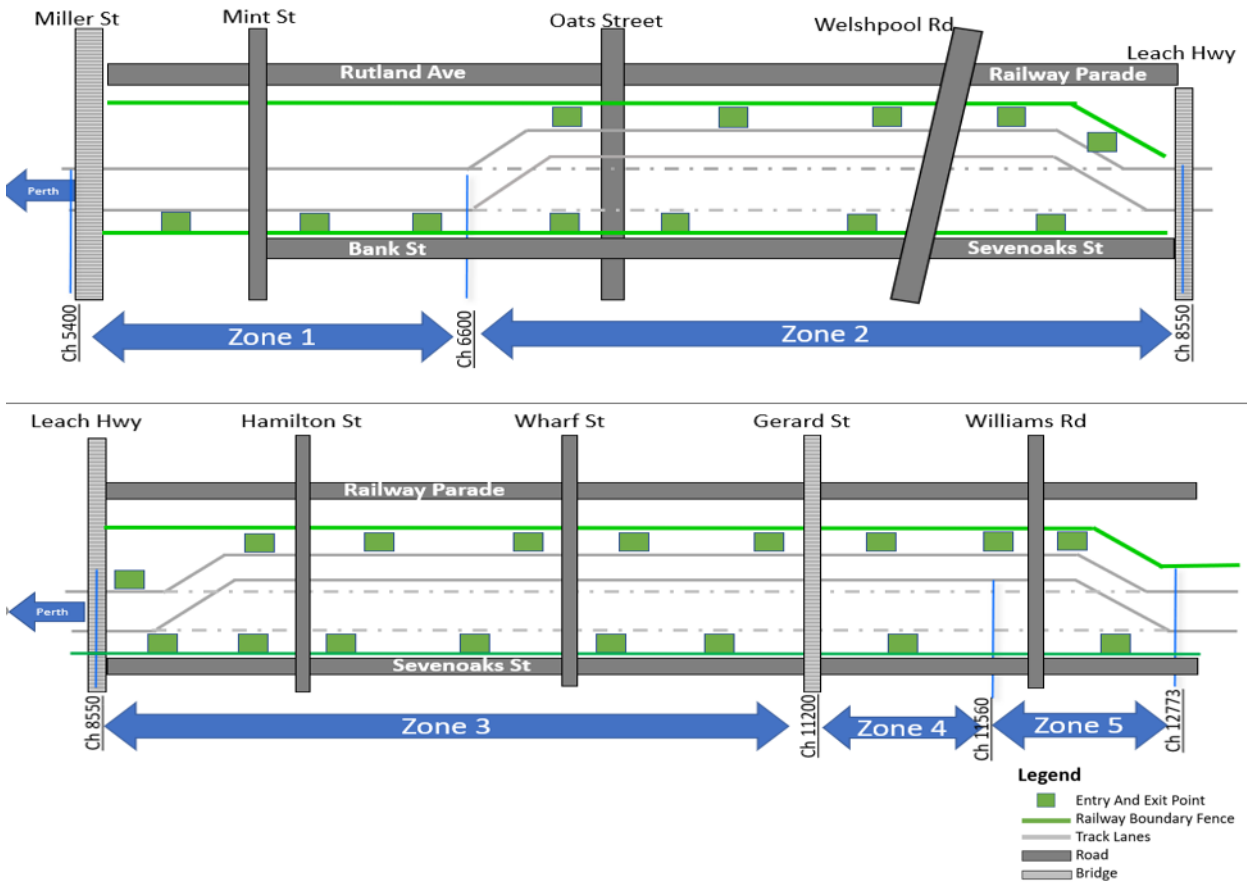 Miller St
Mint St
Oats Street
Welshpool Rd
Leach Hwy
Rutland Ave
Railway Parade
Perth
Bank St
Sevenoaks St
Ch 5400
Zone 1
Ch 6600
Zone 2
Ch 8550
Leach Hwy
Hamilton St
Wharf St
Gerard St
Williams Rd
Railway Parade
Perth
Sevenoaks St
Ch 8550
Zone 3
Ch 11200
Zone 4
Ch 11560
Zone 5
Ch 12773
Legend
Entry And Exit Point
Railway Boundary Fence
Track Lanes
Road
Bridge